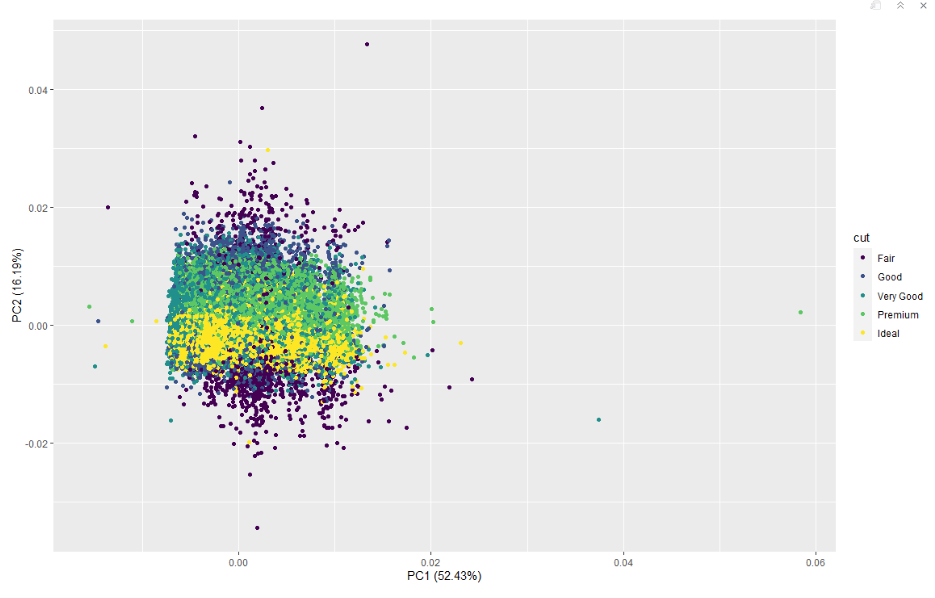 0.04
0.02
0.00
-0.02
PC2 (16.19%)
0.00
0.02
0.04
0.06
PC1 (52.43%)
cut
Fair
Good
Very Good
Premium
Ideal